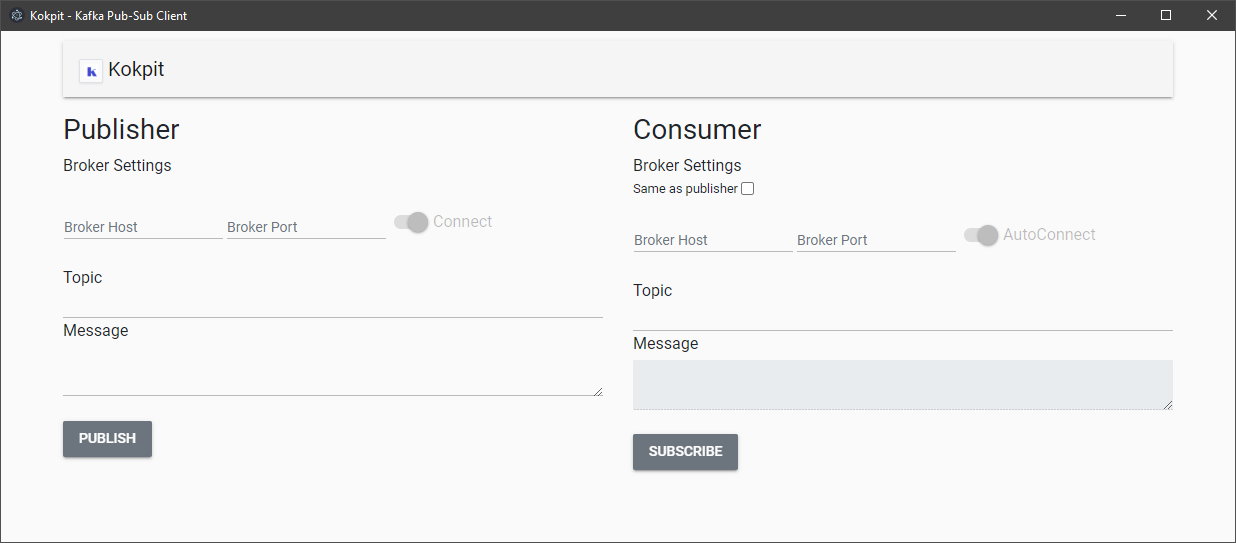 Kokpit - Kafka Pub-Sub Client
Kokpit
Publisher
Broker Settings
Broker Host Broker Port Connect
Topic
Message
PUBLISH
Consumer
Broker Settings
Same as publisher
Broker Host Broker Port AutoConnect
Topic
Message
SUBSCRIBE